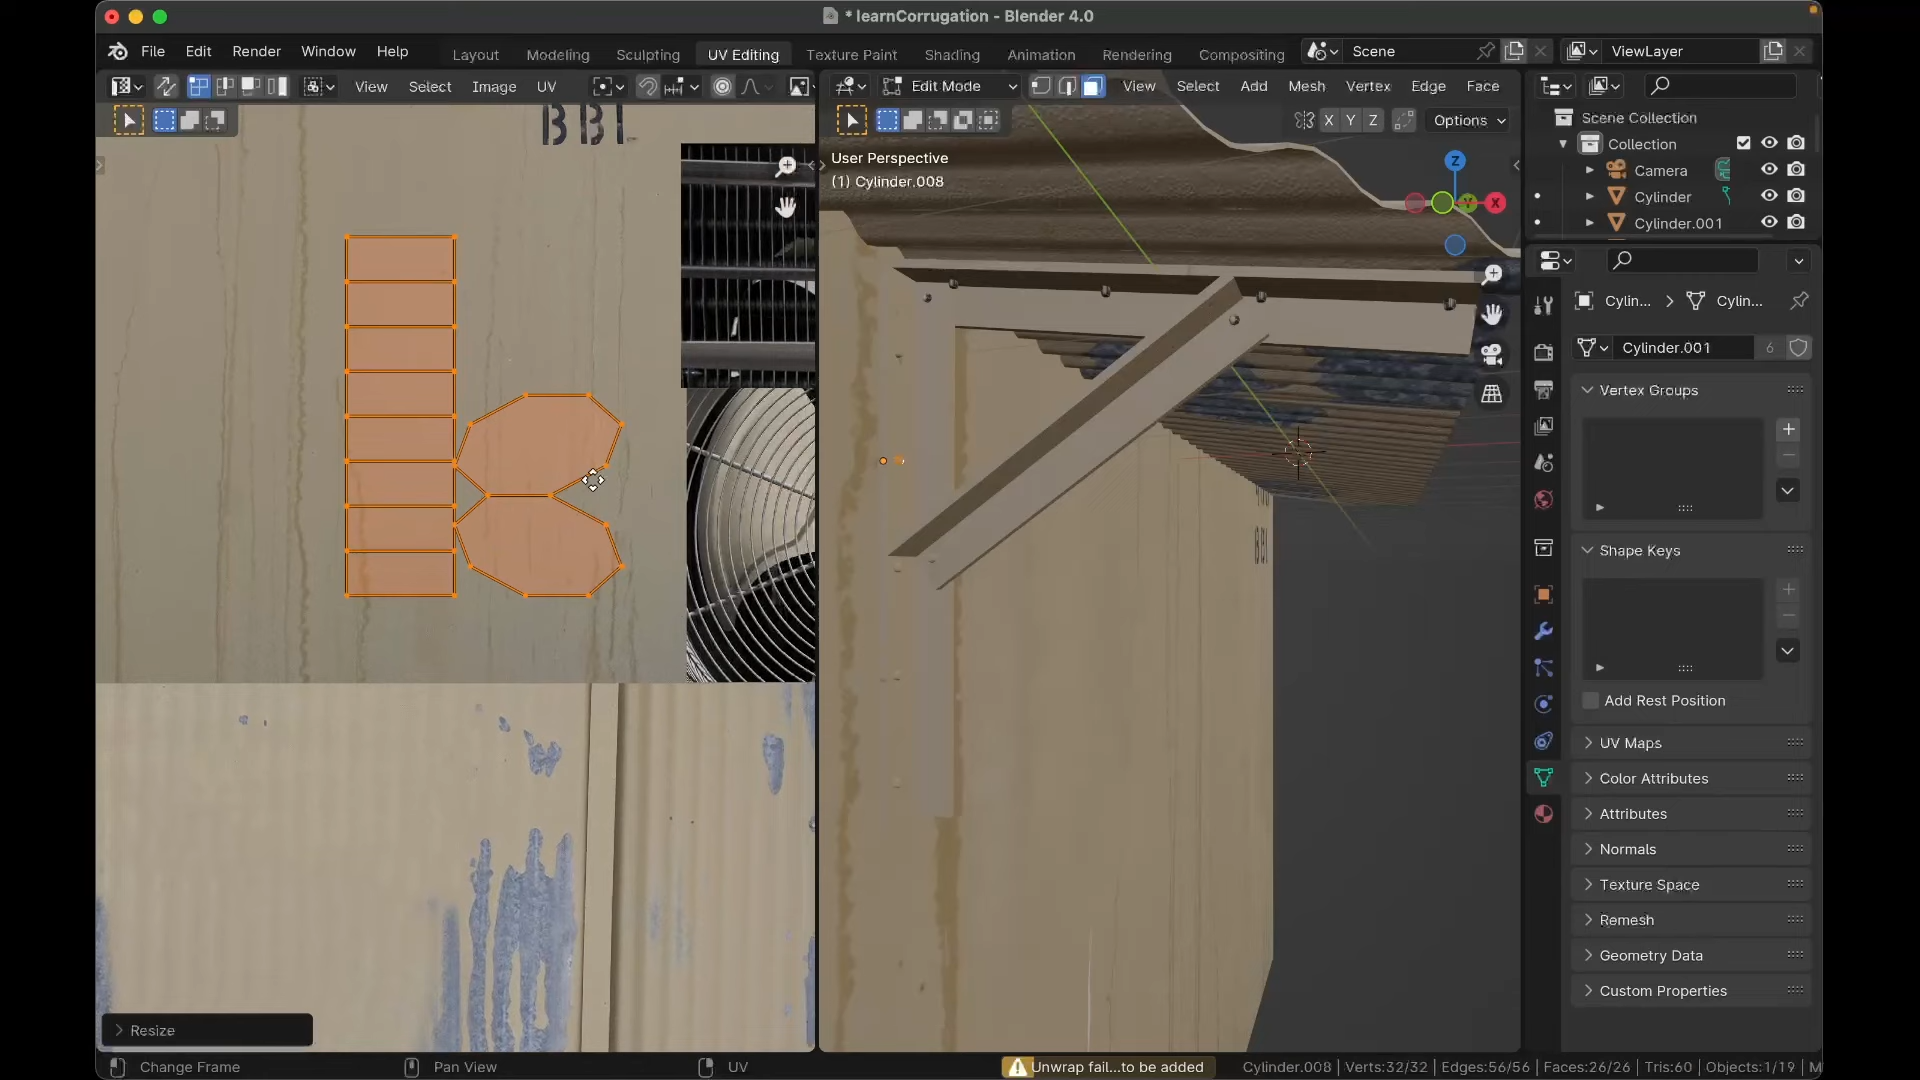 * learnCorrugation - Blender 4.0
File Edit Render Window Help Layout Modeling Sculpting UV Editing Texture Paint Shading Animation Rendering Compositing Scene ViewLayer
View Select Image UV
Edit Mode View Select Add Mesh Vertex Edge Face
X Y Z Options
BBL
User Perspective
(1) Cylinder.008
Z
X
Scene Collection
Collection
Camera
Cylinder
Cylinder.001
Cylin... > Cylin...
Cylinder.001 6
Vertex Groups
Shape Keys
Add Rest Position
UV Maps
Color Attributes
Attributes
Normals
Texture Space
Remesh
Geometry Data
Custom Properties
Resize
Change Frame Pan View UV Unwrap fail...to be added Cylinder.008 | Verts:32/32 | Edges:56/56 | Faces:26/26 | Tris:60 | Objects:1/19 | M